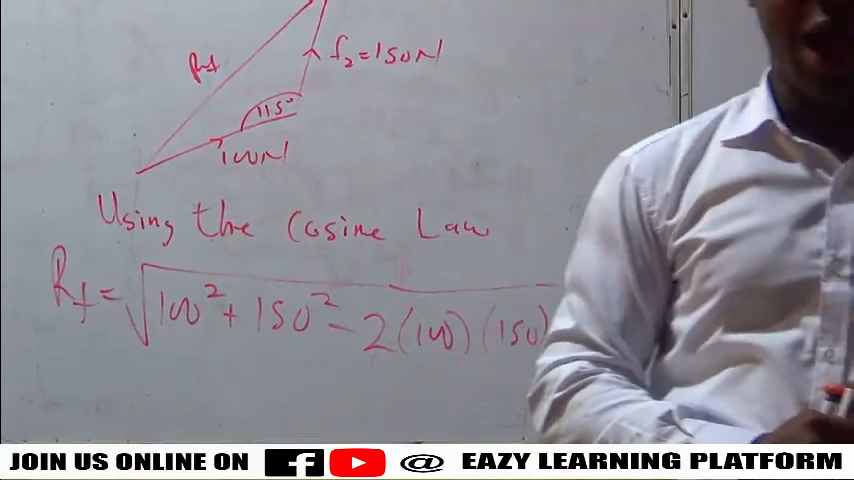 Rf
f₂=150N
115°
100N
Using the Cosine Law
Rf = √100² + 150² - 2(100)(150)
JOIN US ONLINE ON f @ EAZY LEARNING PLATFORM